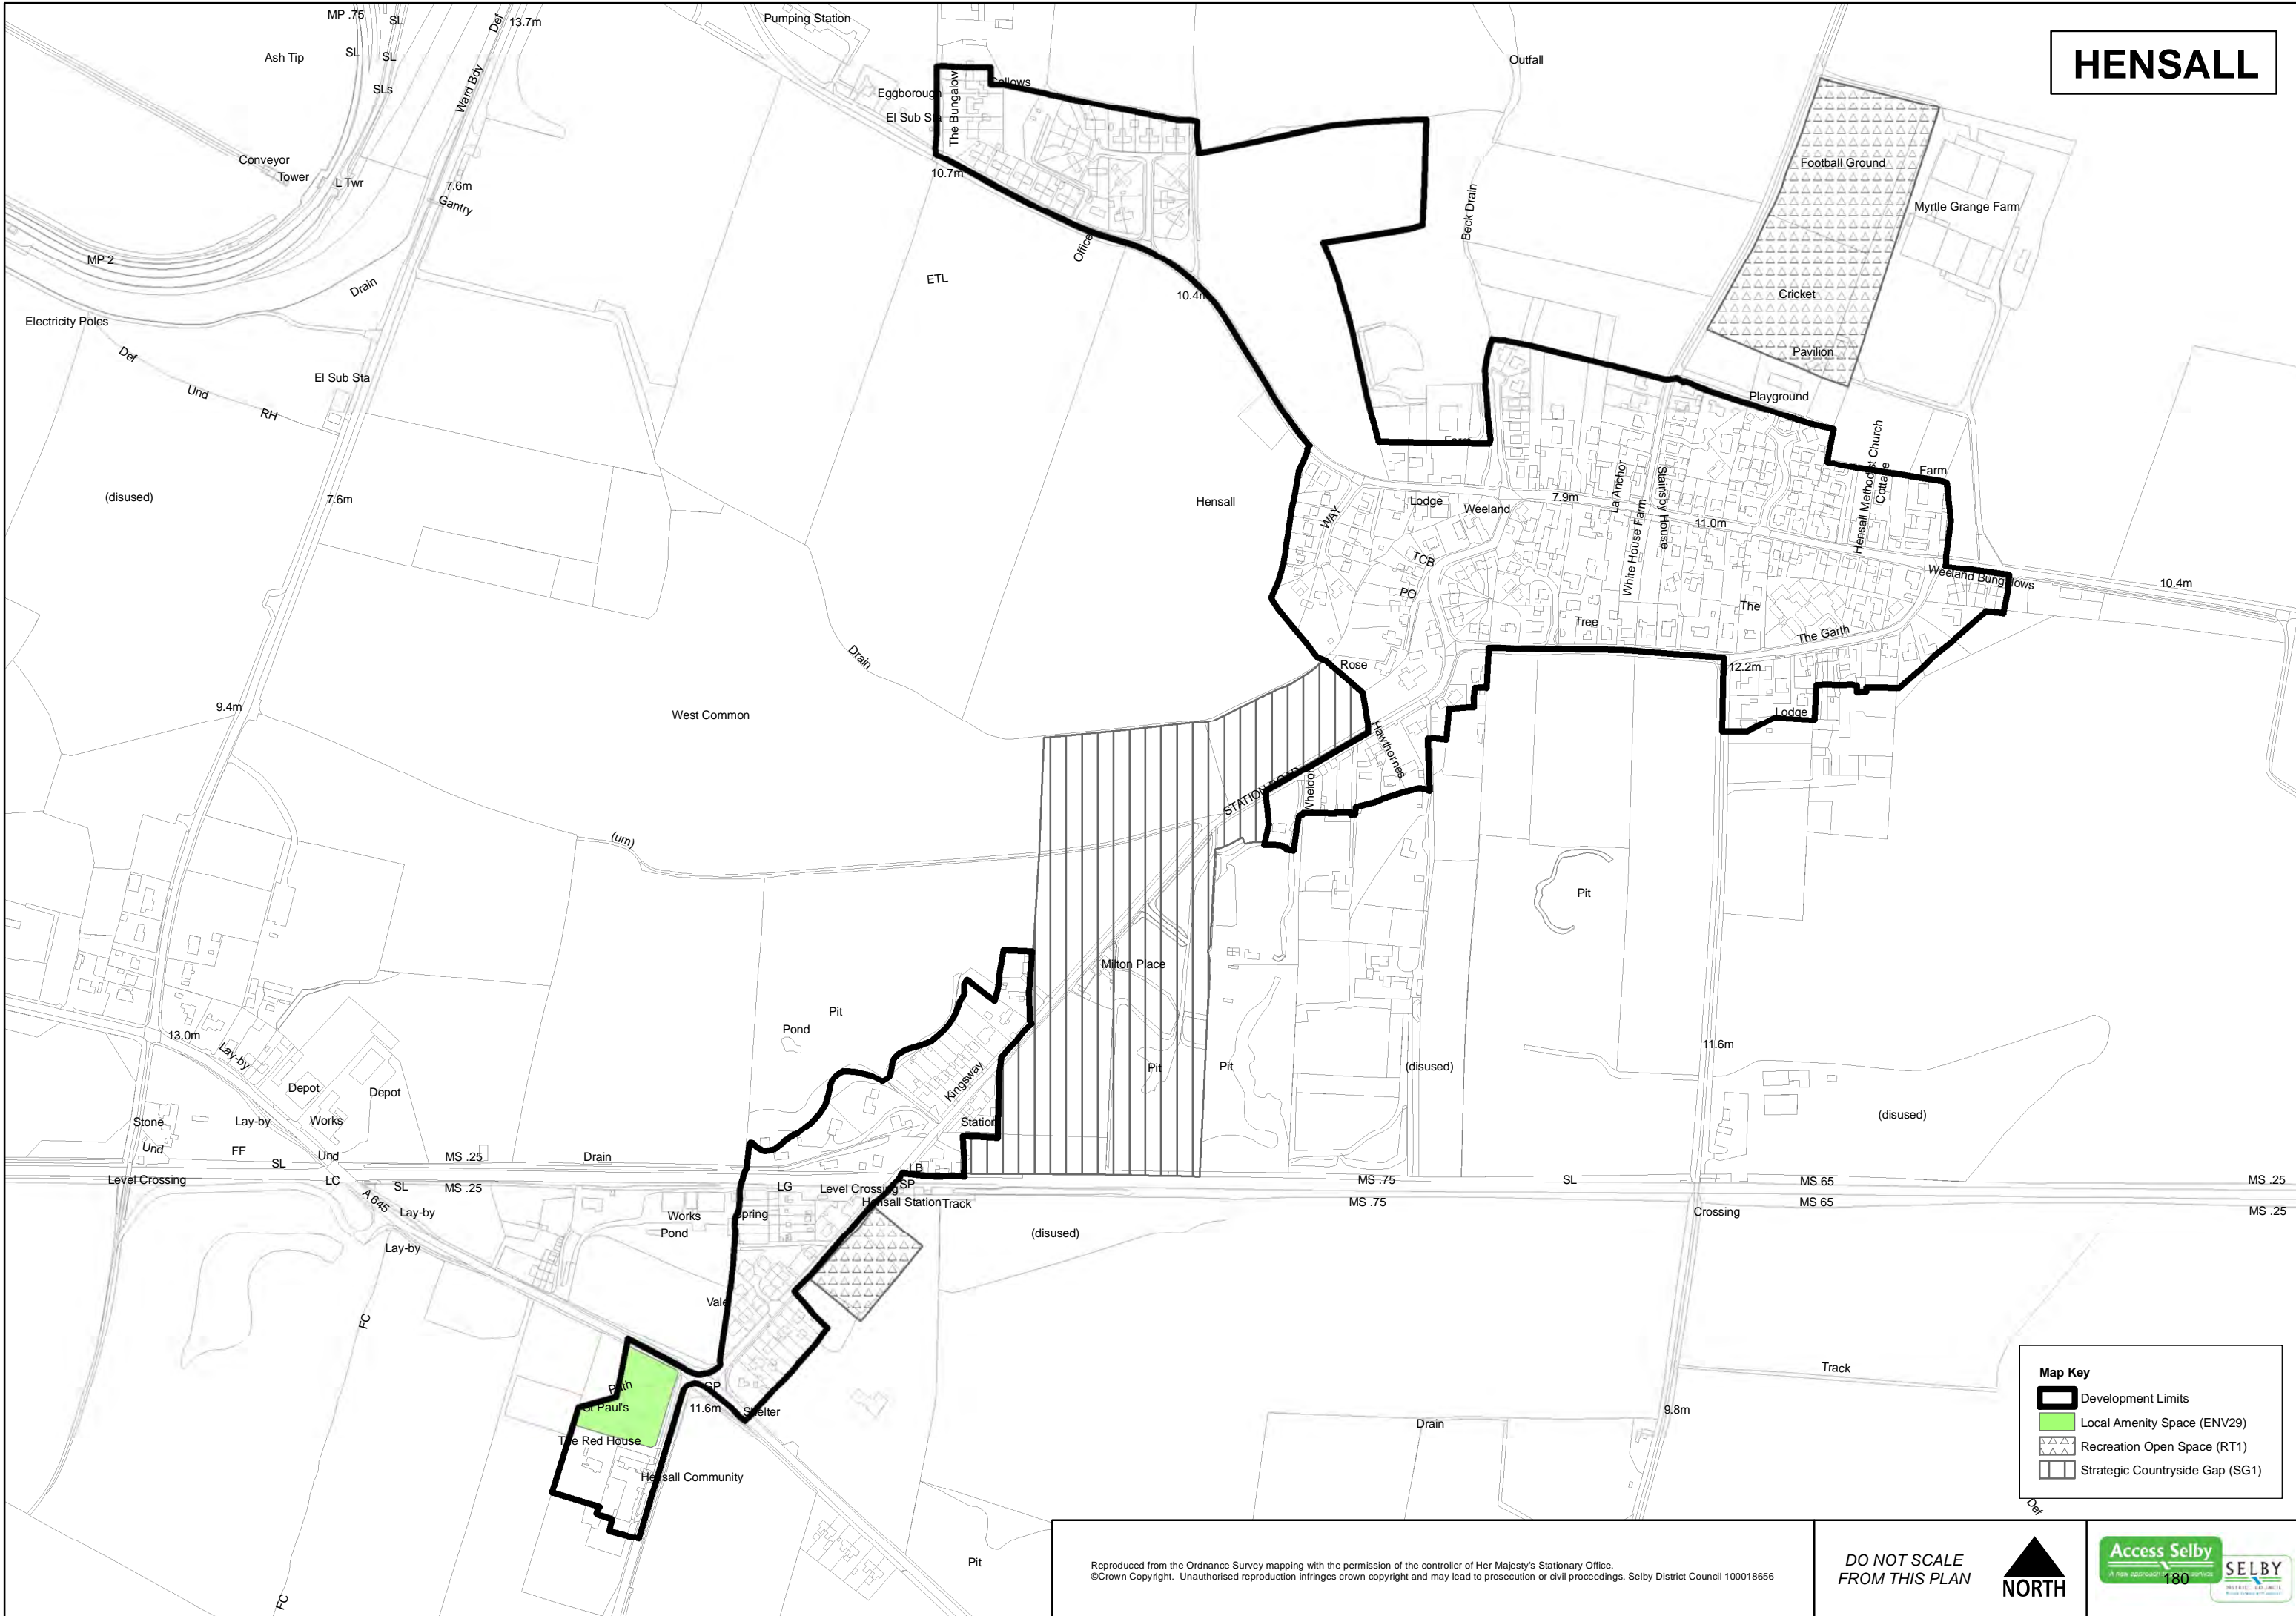 HENSALL
MP .75
SL
Def
13.7m
Pumping Station
Ash Tip
SL
SL
SLs
Ward Bdy
Outfall
Eggborough
El Sub Sta
The Bungalow
Conveyor
Tower
L Twr
7.6m
Gantry
10.7m
Football Ground
Myrtle Grange Farm
Beck Drain
MP 2
Drain
Office
ETL
10.4m
Cricket
Electricity Poles
Def
Und
RH
El Sub Sta
Pavilion
Playground
Farm
Hensall Methodist Church
Cottage
Farm
(disused)
7.6m
Hensall
WAY
Lodge
Weeland
7.9m
La Anchor
White House Farm
Stainsby House
11.0m
TCB
PO
Weeland Bungalows
10.4m
The
Tree
The Garth
Drain
Rose
12.2m
Lodge
9.4m
West Common
Hawthornes
STATION ROAD
Wheldon
(um)
Pit
Milton Place
Pond
Pit
13.0m
Lay-by
Depot
Depot
Kingsway
Pit
Pit
(disused)
11.6m
(disused)
Stone
Lay-by
Works
Station
Und
FF
SL
Und
MS .25
Drain
LB
Level Crossing
LC
SL
MS .25
LG
Level Crossing
SP
Hensall Station
Track
MS .75
MS .75
SL
MS 65
MS 65
MS .25
MS .25
Crossing
A 645
Lay-by
Lay-by
Works
Pond
Spring
(disused)
FC
Vale
Path
St Paul's
GP
11.6m
Shelter
The Red House
Hensall Community
Track
9.8m
Drain
Def
Pit
FC
Map Key
Development Limits
Local Amenity Space (ENV29)
Recreation Open Space (RT1)
Strategic Countryside Gap (SG1)
Reproduced from the Ordnance Survey mapping with the permission of the controller of Her Majesty's Stationary Office.
©Crown Copyright. Unauthorised reproduction infringes crown copyright and may lead to prosecution or civil proceedings. Selby District Council 100018656
DO NOT SCALE
FROM THIS PLAN
NORTH
Access Selby
180
SELBY
DISTRICT COUNCIL